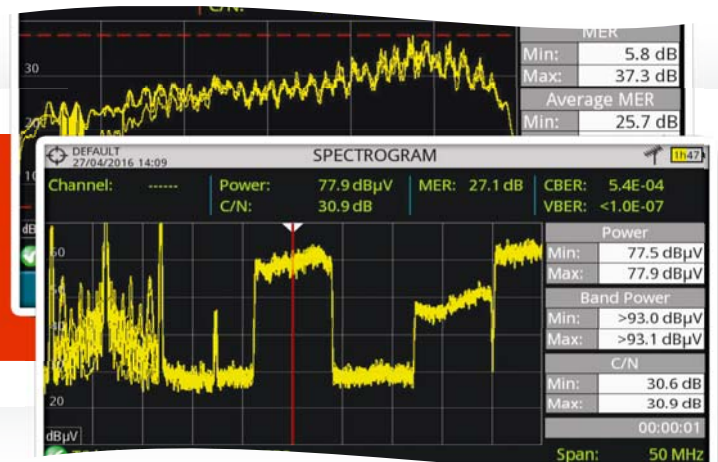 C/N:
MER
30
Min: 5.8 dB
Max: 37.3 dB
Average MER
20
Min: 25.7 dB
10
DEFAULT
27/04/2016 14:09
SPECTROGRAM
1h47
Channel: ------ Power: 77.9 dBµV MER: 27.1 dB CBER: 5.4E-04
C/N: 30.9 dB VBER: <1.0E-07
Power
60
Min: 77.5 dBµV
Max: 77.9 dBµV
Band Power
Min: >93.0 dBµV
Max: >93.1 dBµV
C/N
Min: 30.6 dB
20
Max: 30.9 dB
00:00:01
dBµV
Span: 50 MHz